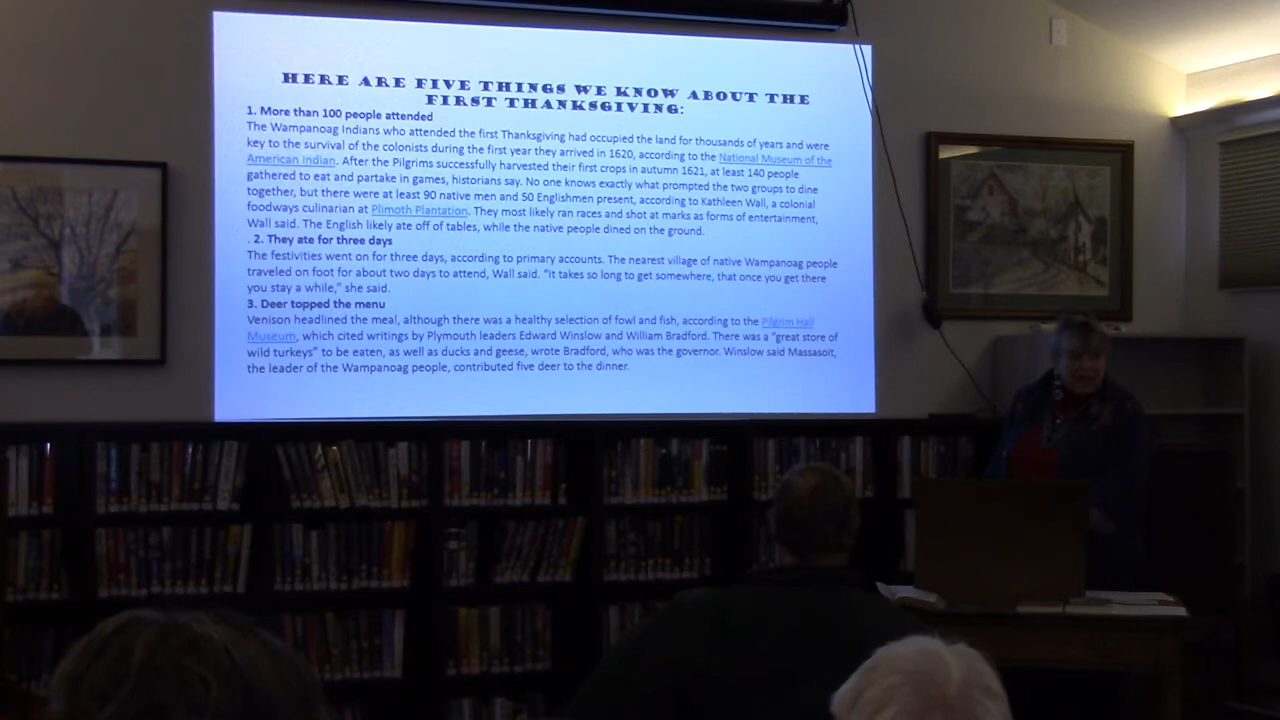 HERE ARE FIVE THINGS WE KNOW ABOUT THE
FIRST THANKSGIVING:
1. More than 100 people attended
The Wampanoag Indians who attended the first Thanksgiving had occupied the land for thousands of years and were
key to the survival of the colonists during the first year they arrived in 1620, according to the National Museum of the
American Indian. After the Pilgrims successfully harvested their first crops in autumn 1621, at least 140 people
gathered to eat and partake in games, historians say. No one knows exactly what prompted the two groups to dine
together, but there were at least 90 native men and 50 Englishmen present, according to Kathleen Wall, a colonial
foodways culinarian at Plimoth Plantation. They most likely ran races and shot at marks as forms of entertainment,
Wall said. The English likely ate off of tables, while the native people dined on the ground.
. 2. They ate for three days
The festivities went on for three days, according to primary accounts. The nearest village of native Wampanoag people
traveled on foot for about two days to attend, Wall said. "It takes so long to get somewhere, that once you get there
you stay a while," she said.
3. Deer topped the menu
Venison headlined the meal, although there was a healthy selection of fowl and fish, according to the Pilgrim Hall
Museum, which cited writings by Plymouth leaders Edward Winslow and William Bradford. There was a "great store of
wild turkeys" to be eaten, as well as ducks and geese, wrote Bradford, who was the governor. Winslow said Massasoit,
the leader of the Wampanoag people, contributed five deer to the dinner.